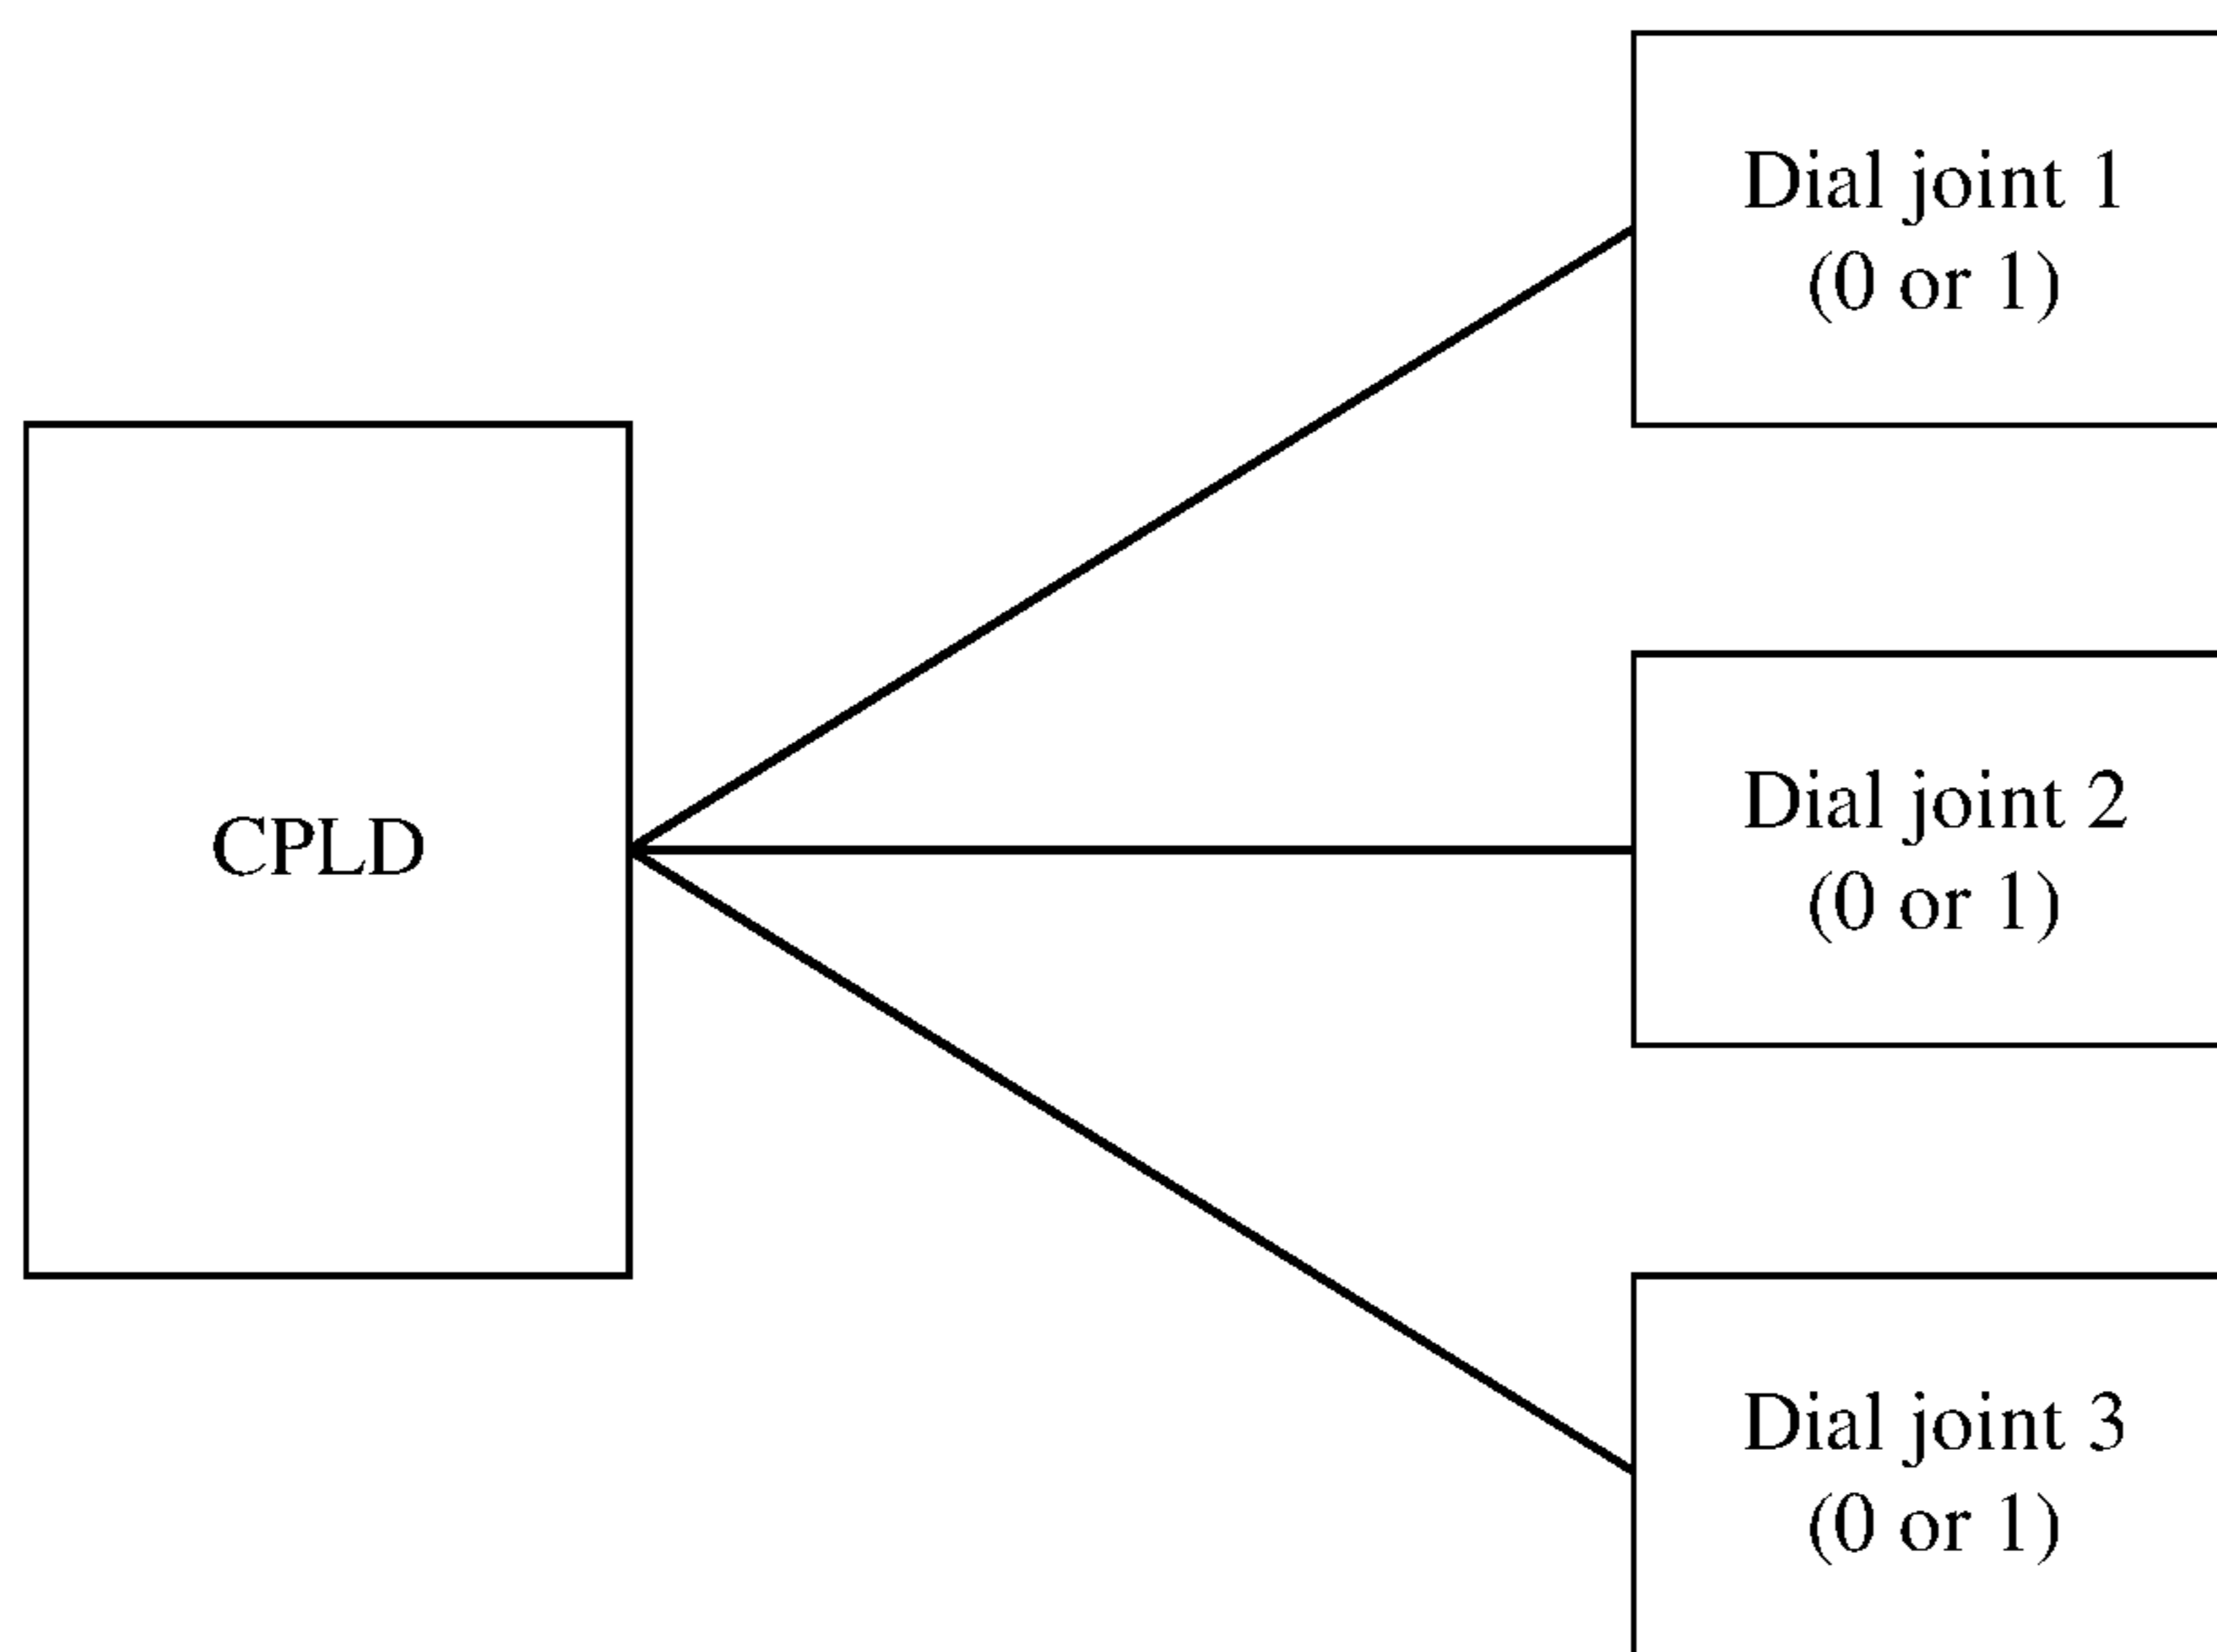 Dial joint 1
(0 or 1)
CPLD
Dial joint 2
(0 or 1)
Dial joint 3
(0 or 1)